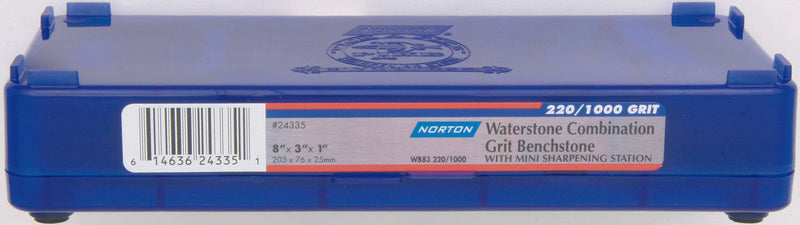 220/1000 GRIT
#24335
8" x 3" x 1"
203 x 76 x 25mm
NORTON
WB83 220/1000
Waterstone Combination
Grit Benchstone
WITH MINI SHARPENING STATION
6 14636 24335 1